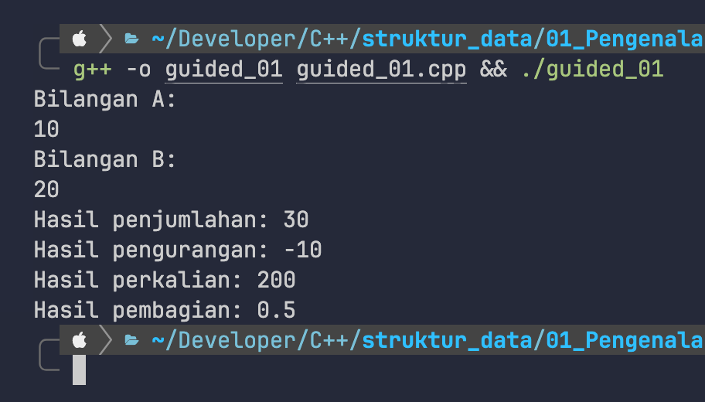 ~/Developer/C++/struktur_data/01_Pengenala
g++ -o guided_01 guided_01.cpp && ./guided_01
Bilangan A:
10
Bilangan B:
20
Hasil penjumlahan: 30
Hasil pengurangan: -10
Hasil perkalian: 200
Hasil pembagian: 0.5
~/Developer/C++/struktur_data/01_Pengenala